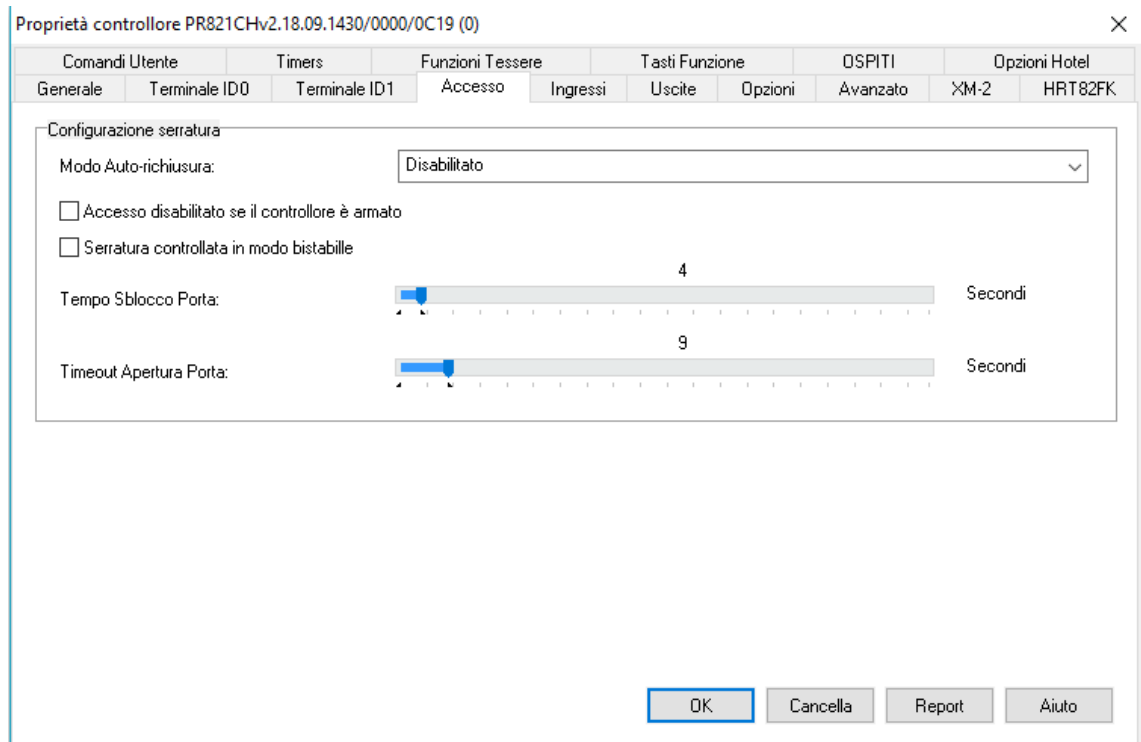 Proprietà controllore PR821CHv2.18.09.1430/0000/0C19 (0)
Comandi Utente Timers Funzioni Tessere Tasti Funzione OSPITI Opzioni Hotel
Generale Terminale ID0 Terminale ID1 Accesso Ingressi Uscite Opzioni Avanzato XM-2 HRT82FK
Configurazione serratura
Modo Auto-richiusura: Disabilitato
Accesso disabilitato se il controllore è armato
Serratura controllata in modo bistabille
4
Tempo Sblocco Porta: Secondi
9
Timeout Apertura Porta: Secondi
OK Cancella Report Aiuto